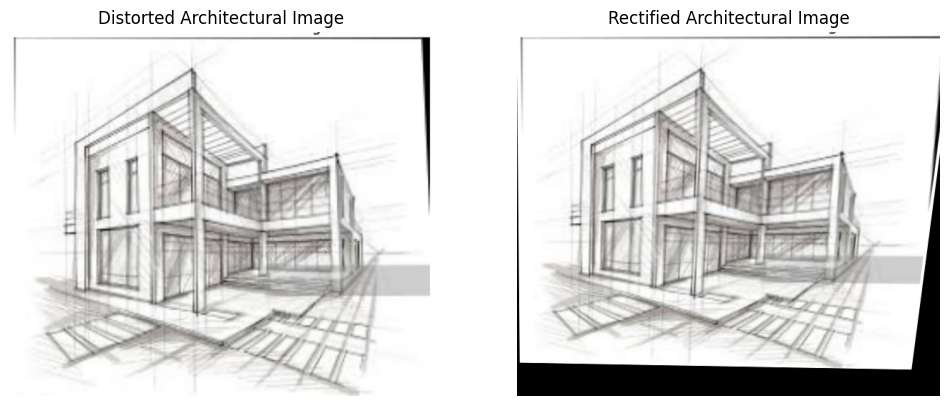 Distorted Architectural Image
Rectified Architectural Image